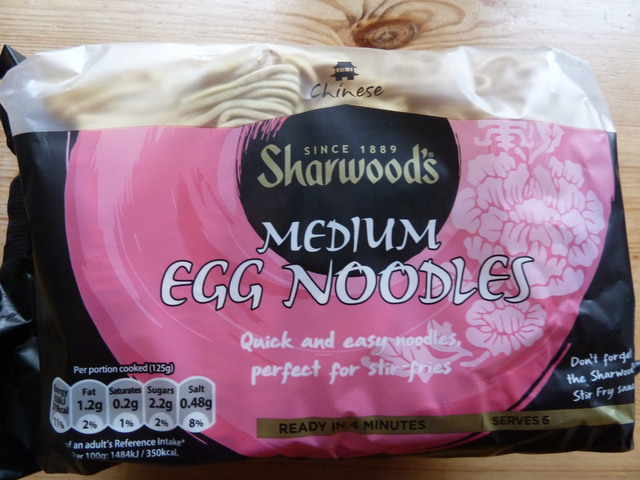 Chinese
SINCE 1889
Sharwood's
MEDIUM
EGG NOODLES
Quick and easy noodles,
perfect for stir-fries
Don't forget
the Sharwood
Stir Fry
Per portion cooked (125g)
Fat Saturates Sugars Salt
1.2g 0.2g 2.2g 0.48g
2% 1% 2% 8%
of an adult's Reference Intake*
Per 100g: 1484kJ / 350kcal.
READY IN 4 MINUTES SERVES 6